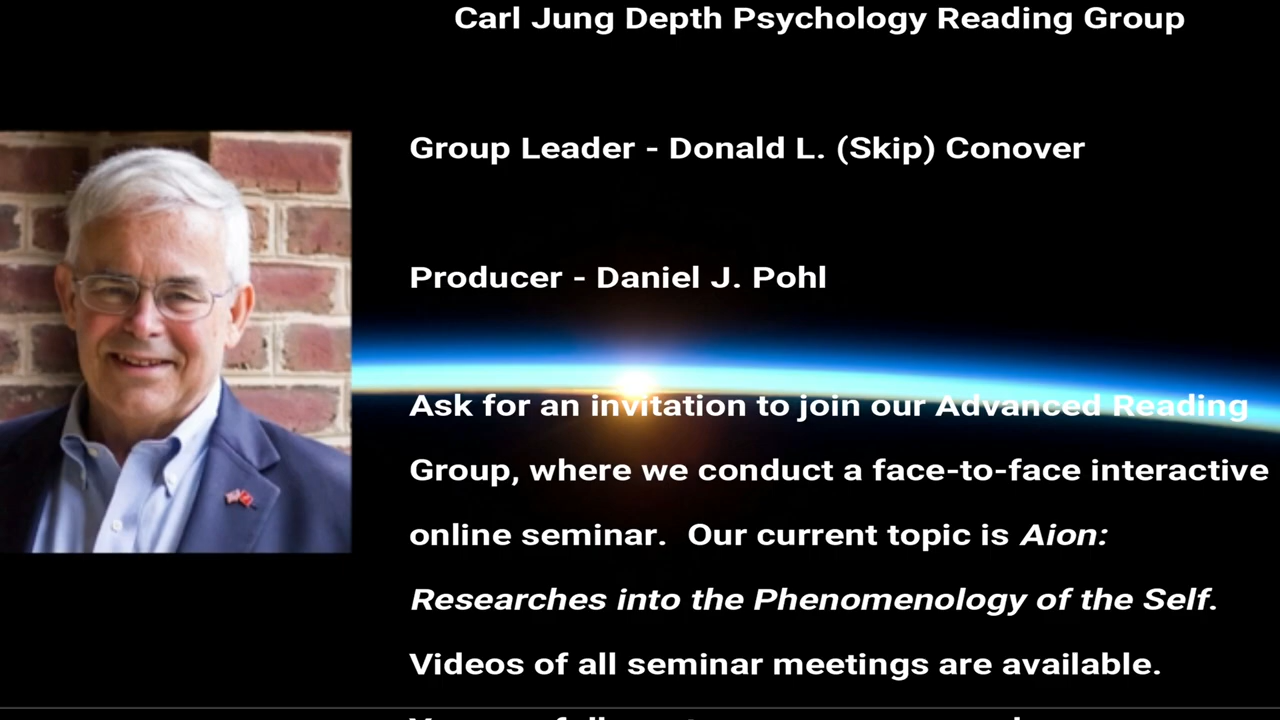 Carl Jung Depth Psychology Reading Group
Group Leader - Donald L. (Skip) Conover
Producer - Daniel J. Pohl
Ask for an invitation to join our Advanced Reading
Group, where we conduct a face-to-face interactive
online seminar.  Our current topic is Aion:
Researches into the Phenomenology of the Self.
Videos of all seminar meetings are available.